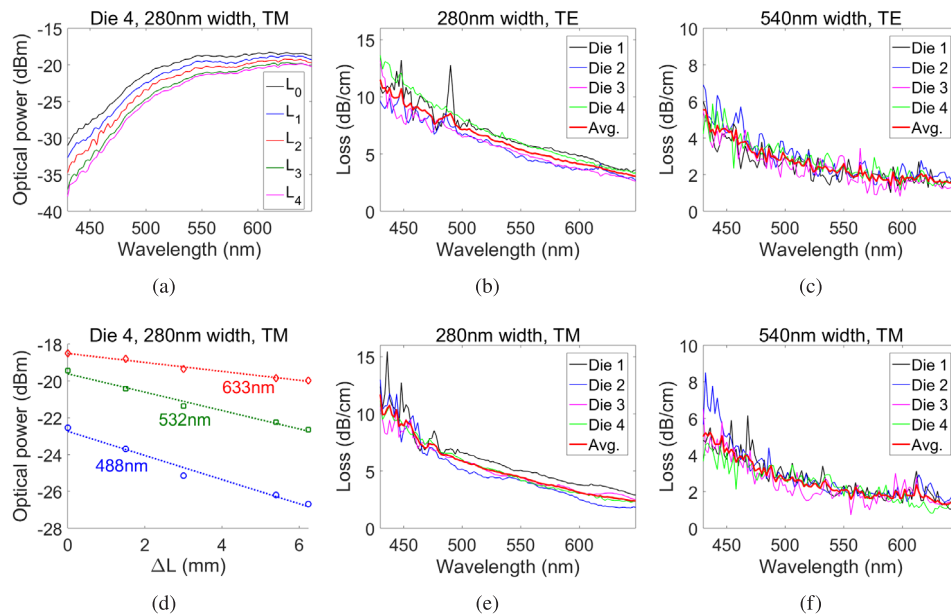 Die 4, 280nm width, TM
-15
-20
-25
-30
-35
-40
Optical power (dBm)
L0
L1
L2
L3
L4
450 500 550 600
Wavelength (nm)
(a)
280nm width, TE
15
10
5
0
Loss (dB/cm)
Die 1
Die 2
Die 3
Die 4
Avg.
450 500 550 600
Wavelength (nm)
(b)
540nm width, TE
10
8
6
4
2
0
Loss (dB/cm)
Die 1
Die 2
Die 3
Die 4
Avg.
450 500 550 600
Wavelength (nm)
(c)
Die 4, 280nm width, TM
-18
-20
-22
-24
-26
-28
Optical power (dBm)
633nm
532nm
488nm
0 2 4 6
ΔL (mm)
(d)
280nm width, TM
15
10
5
0
Loss (dB/cm)
Die 1
Die 2
Die 3
Die 4
Avg.
450 500 550 600
Wavelength (nm)
(e)
540nm width, TM
10
8
6
4
2
0
Loss (dB/cm)
Die 1
Die 2
Die 3
Die 4
Avg.
450 500 550 600
Wavelength (nm)
(f)